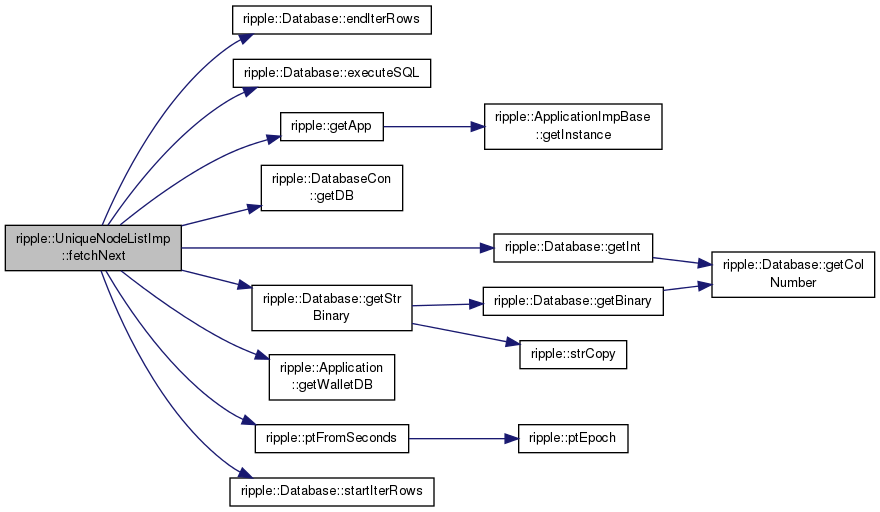 ripple::Database::endIterRows
ripple::Database::executeSQL
ripple::getApp
ripple::ApplicationImpBase
::getInstance
ripple::DatabaseCon
::getDB
ripple::UniqueNodeListImp
::fetchNext
ripple::Database::getInt
ripple::Database::getCol
Number
ripple::Database::getStr
Binary
ripple::Database::getBinary
ripple::strCopy
ripple::Application
::getWalletDB
ripple::ptFromSeconds
ripple::ptEpoch
ripple::Database::startIterRows